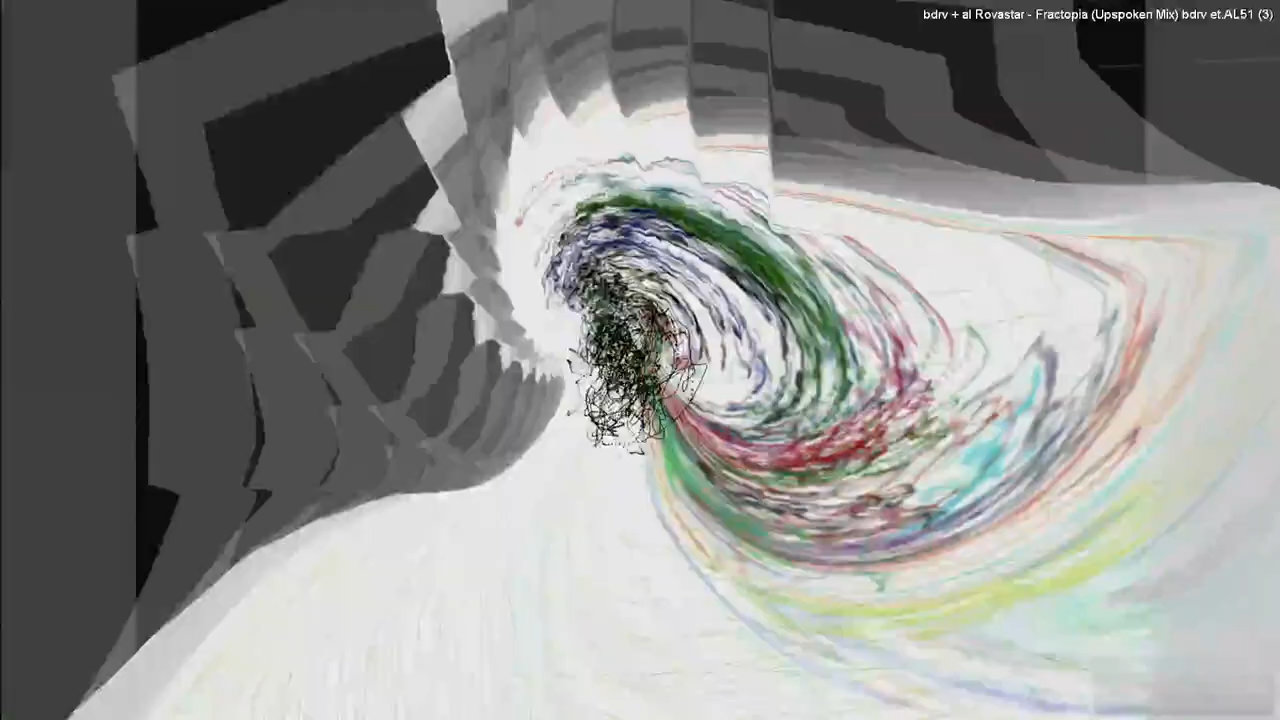 bdrv + al Rovastar - Fractopia (Upspoken Mix) bdrv et.AL51 (3)